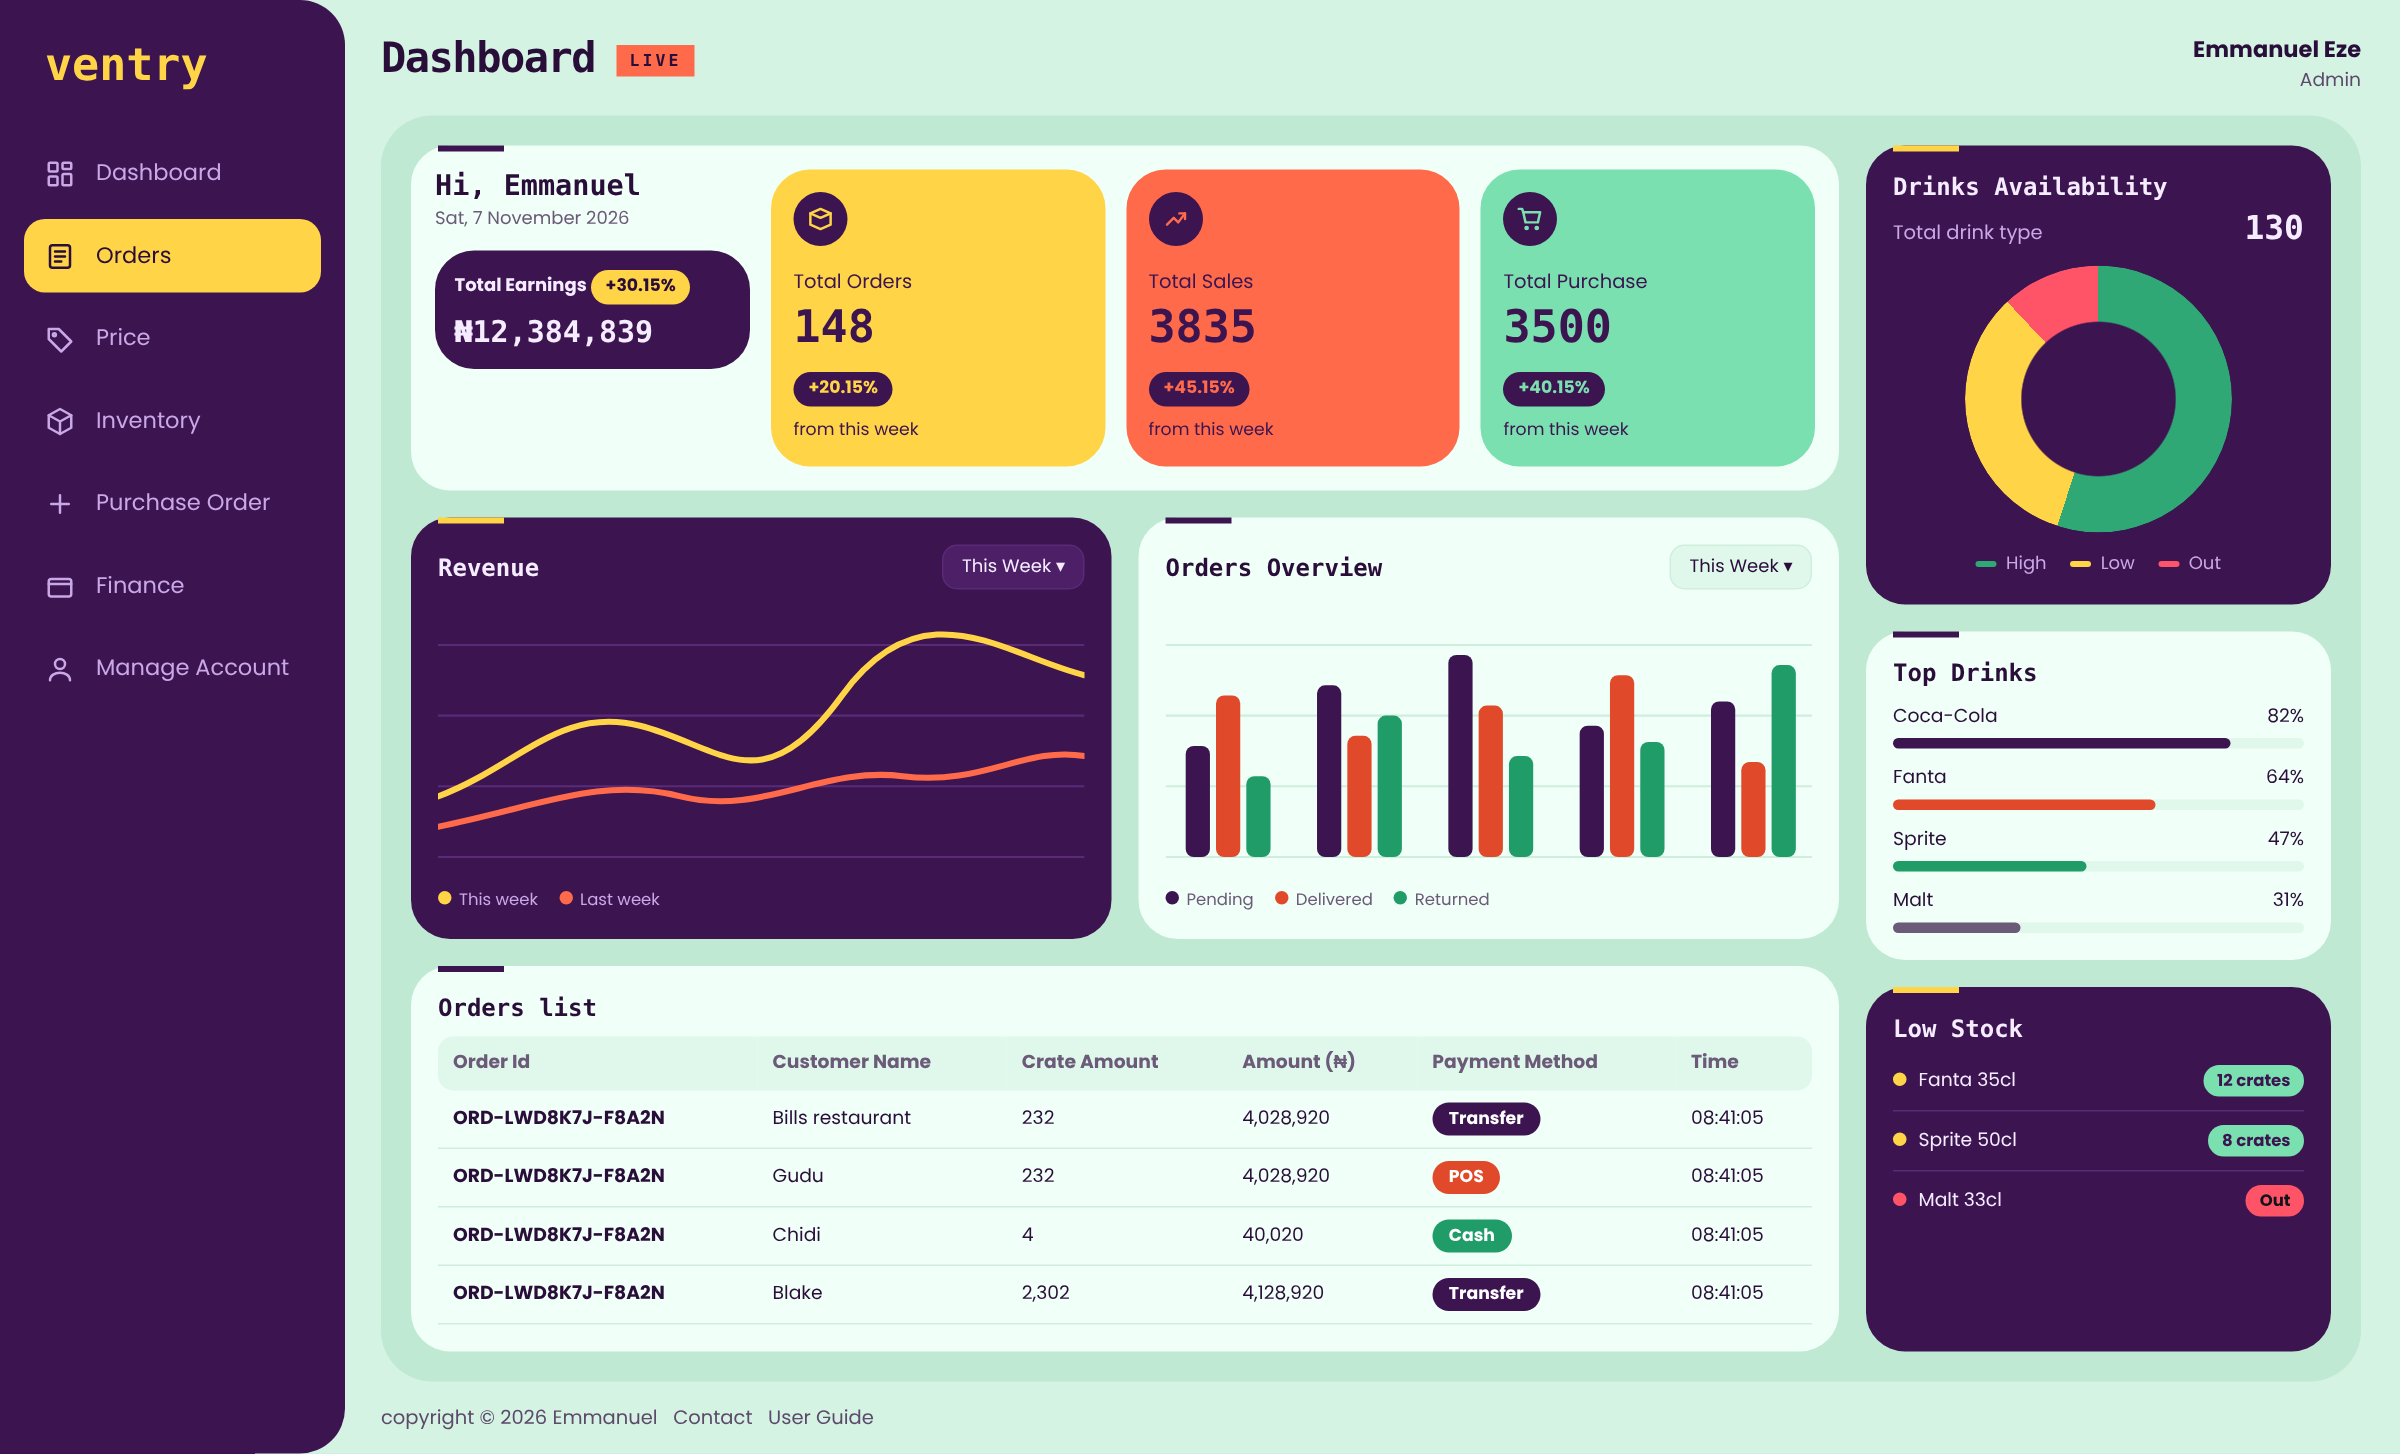 ventry
Dashboard
Orders
Price
Inventory
Purchase Order
Finance
Manage Account
Dashboard LIVE
Emmanuel Eze
Admin
Hi, Emmanuel
Sat, 7 November 2026
Total Earnings +30.15%
₦12,384,839
Total Orders
148
+20.15%
from this week
Total Sales
3835
+45.15%
from this week
Total Purchase
3500
+40.15%
from this week
Revenue
This Week ▾
This week Last week
Orders Overview
This Week ▾
Pending Delivered Returned
Orders list
Order Id Customer Name Crate Amount Amount (₦) Payment Method Time
ORD-LWD8K7J-F8A2N Bills restaurant 232 4,028,920 Transfer 08:41:05
ORD-LWD8K7J-F8A2N Gudu 232 4,028,920 POS 08:41:05
ORD-LWD8K7J-F8A2N Chidi 4 40,020 Cash 08:41:05
ORD-LWD8K7J-F8A2N Blake 2,302 4,128,920 Transfer 08:41:05
Drinks Availability
Total drink type 130
High Low Out
Top Drinks
Coca-Cola 82%
Fanta 64%
Sprite 47%
Malt 31%
Low Stock
Fanta 35cl 12 crates
Sprite 50cl 8 crates
Malt 33cl Out
copyright © 2026 Emmanuel Contact User Guide